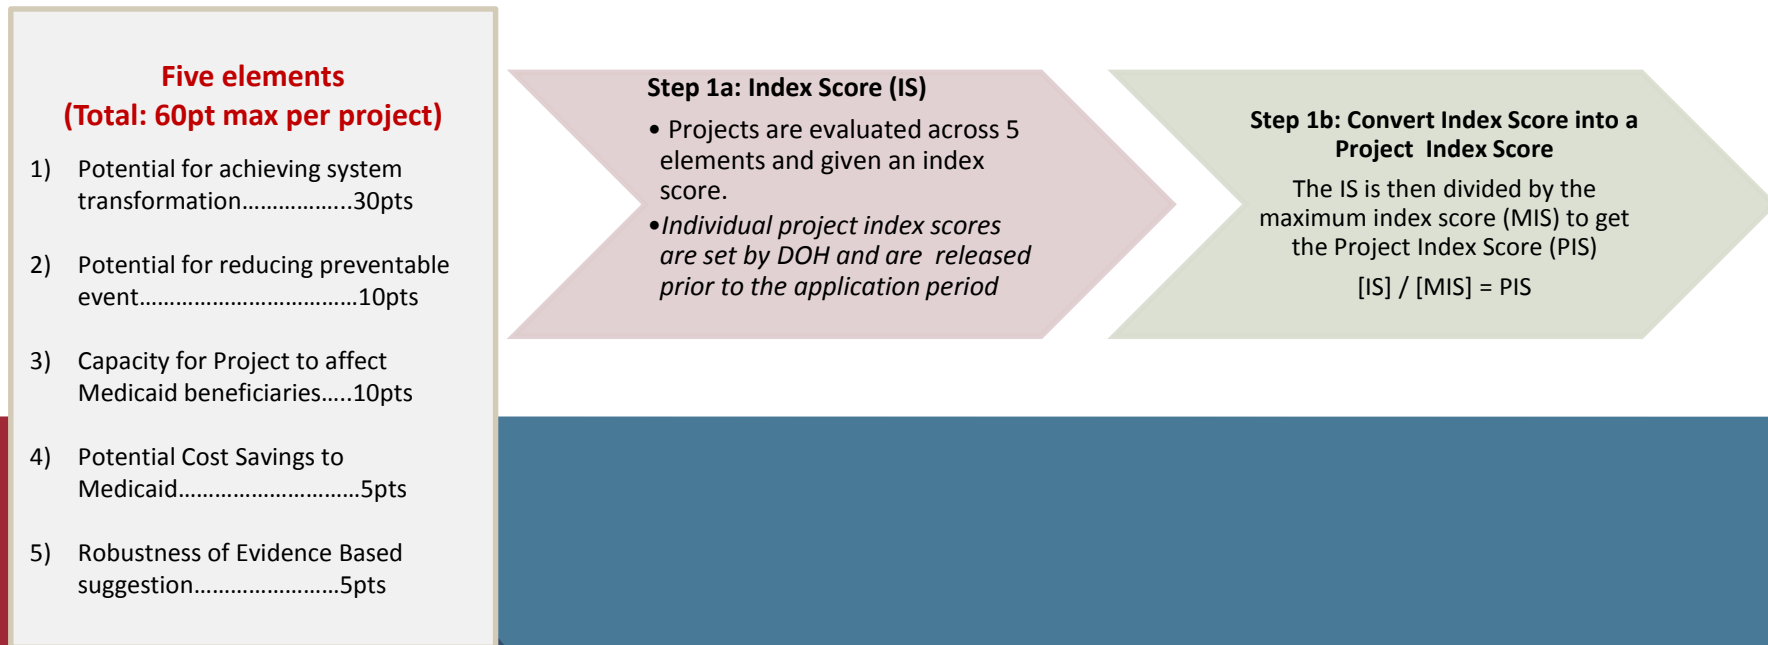 Five elements
(Total: 60pt max per project)
1) Potential for achieving system
transformation……………...30pts
2) Potential for reducing preventable
event………………………………10pts
3) Capacity for Project to affect
Medicaid beneficiaries…..10pts
4) Potential Cost Savings to
Medicaid…………………………5pts
5) Robustness of Evidence Based
suggestion……………………5pts
Step 1a: Index Score (IS)
• Projects are evaluated across 5
elements and given an index
score.
•Individual project index scores
are set by DOH and are released
prior to the application period
Step 1b: Convert Index Score into a
Project Index Score
The IS is then divided by the
maximum index score (MIS) to get
the Project Index Score (PIS)
[IS] / [MIS] = PIS